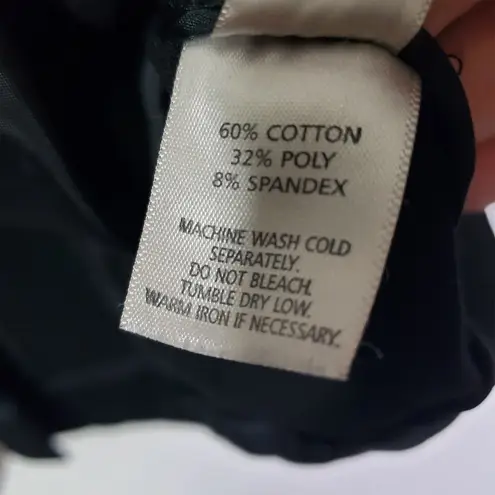 60% COTTON
32% POLY
8% SPANDEX
MACHINE WASH COLD
SEPARATELY.
DO NOT BLEACH.
TUMBLE DRY LOW.
WARM IRON IF NECESSARY.